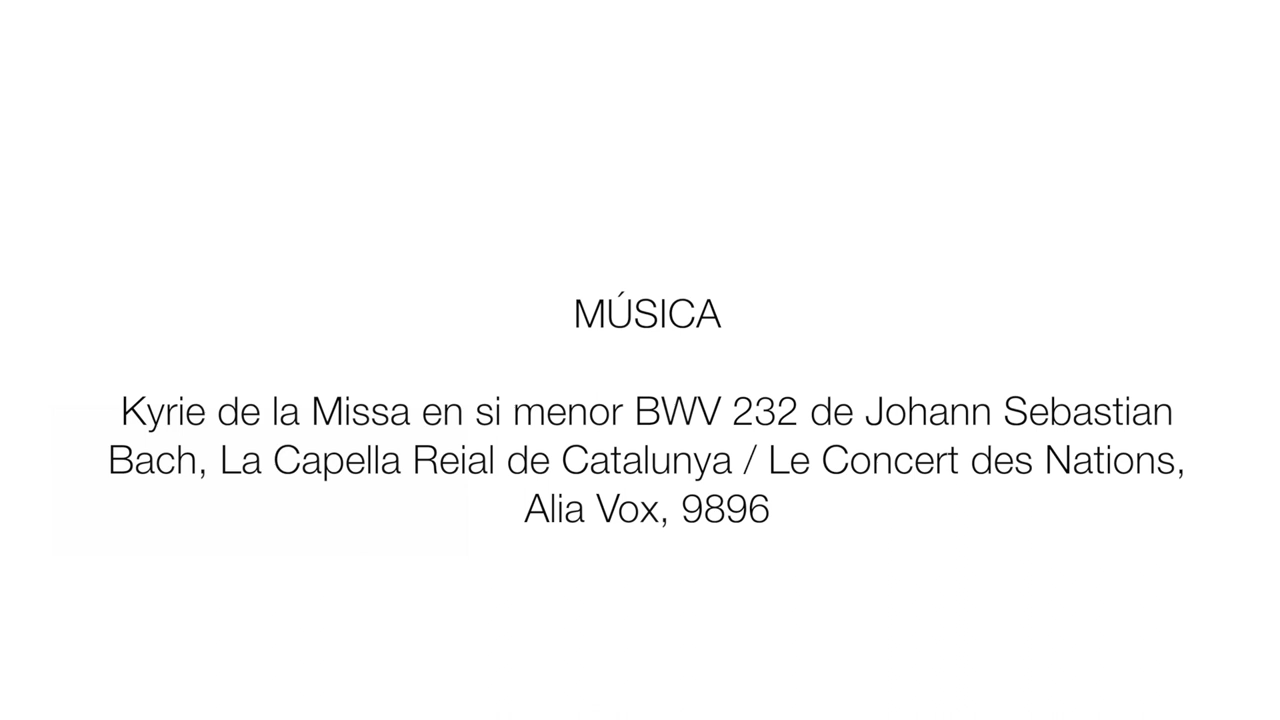 MÚSICA
Kyrie de la Missa en si menor BWV 232 de Johann Sebastian
Bach, La Capella Reial de Catalunya / Le Concert des Nations,
Alia Vox, 9896